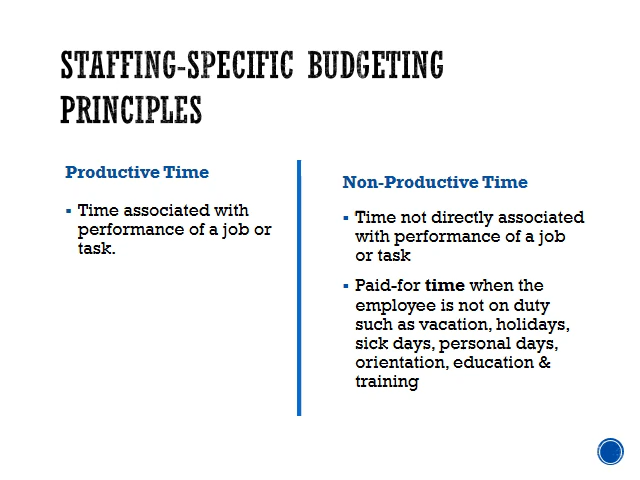 STAFFING-SPECIFIC BUDGETING
PRINCIPLES
Productive Time
▪ Time associated with
performance of a job or
task.
Non-Productive Time
▪ Time not directly associated
with performance of a job
or task
▪ Paid-for time when the
employee is not on duty
such as vacation, holidays,
sick days, personal days,
orientation, education &
training